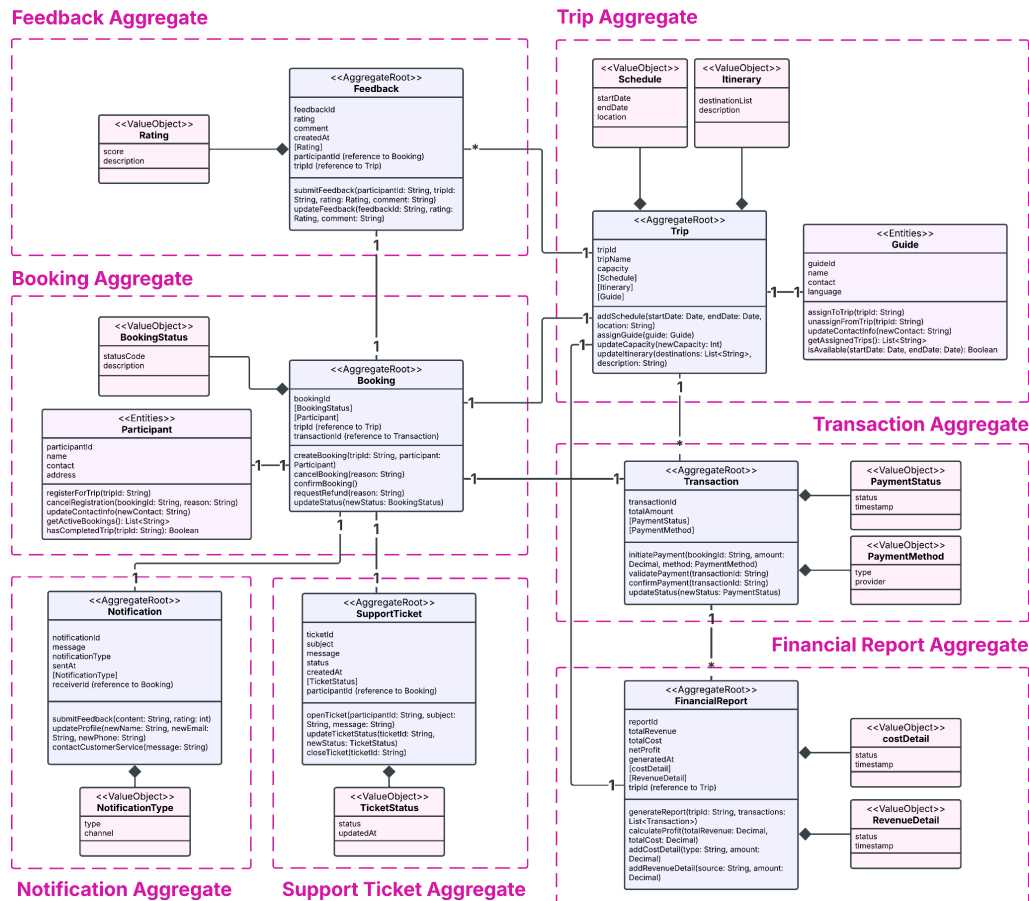 Feedback Aggregate
<<ValueObject>>
Rating
score
description
<<AggregateRoot>>
Feedback
feedbackId
rating
comment
createdAt
[Rating]
participantId (reference to Booking)
tripId (reference to Trip)
submitFeedback(participantId: String, tripId:
String, rating: Rating, comment: String)
updateFeedback(feedbackId: String, rating:
Rating, comment: String)
*
1
Trip Aggregate
<<ValueObject>>
Schedule
startDate
endDate
location
<<ValueObject>>
Itinerary
destinationList
description
<<AggregateRoot>>
Trip
tripId
tripName
capacity
[Schedule]
[Itinerary]
[Guide]
addSchedule(startDate: Date, endDate: Date,
location: String)
assignGuide(guide: Guide)
updateCapacity(newCapacity: Int)
updateItinerary(destinations: List<String>,
description: String)
1
1
1
1
1
1
<<Entities>>
Guide
guideId
name
contact
language
assignToTrip(tripId: String)
unassignFromTrip(tripId: String)
updateContactInfo(newContact: String)
getAssignedTrips(): List<String>
isAvailable(startDate: Date, endDate: Date): Boolean
Booking Aggregate
<<ValueObject>>
BookingStatus
statusCode
description
<<Entities>>
Participant
participantId
name
contact
address
registerForTrip(tripId: String)
cancelRegistration(bookingId: String, reason: String)
updateContactInfo(newContact: String)
getActiveBookings(): List<String>
hasCompletedTrip(tripId: String): Boolean
1
1
1
<<AggregateRoot>>
Booking
bookingId
[BookingStatus]
[Participant]
tripId (reference to Trip)
transactionId (reference to Transaction)
createBooking(tripId: String, participant:
Participant)
cancelBooking(reason: String)
confirmBooking()
requestRefund(reason: String)
updateStatus(newStatus: BookingStatus)
1
1
1
1
Transaction Aggregate
*
1
<<AggregateRoot>>
Transaction
transactionId
totalAmount
[PaymentStatus]
[PaymentMethod]
initiatePayment(bookingId: String, amount:
Decimal, method: PaymentMethod)
validatePayment(transactionId: String)
confirmPayment(transactionId: String)
updateStatus(newStatus: PaymentStatus)
1
<<ValueObject>>
PaymentStatus
status
timestamp
<<ValueObject>>
PaymentMethod
type
provider
1
<<AggregateRoot>>
Notification
notificationId
message
notificationType
sentAt
[NotificationType]
receiverId (reference to Booking)
submitFeedback(content: String, rating: int)
updateProfile(newName: String, newEmail:
String, newPhone: String)
contactCustomerService(message: String)
<<ValueObject>>
NotificationType
type
channel
Notification Aggregate
1
<<AggregateRoot>>
SupportTicket
ticketId
subject
message
status
createdAt
[TicketStatus]
participantId (reference to Booking)
openTicket(participantId: String, subject:
String, message: String)
updateTicketStatus(ticketId: String,
newStatus: TicketStatus)
closeTicket(ticketId: String)
<<ValueObject>>
TicketStatus
status
updatedAt
Support Ticket Aggregate
Financial Report Aggregate
*
1
<<AggregateRoot>>
FinancialReport
reportId
totalRevenue
totalCost
netProfit
generatedAt
[costDetail]
[RevenueDetail]
tripId (reference to Trip)
generateReport(tripId: String, transactions:
List<Transaction>)
calculateProfit(totalRevenue: Decimal,
totalCost: Decimal)
addCostDetail(type: String, amount:
Decimal)
addRevenueDetail(source: String, amount:
Decimal)
<<ValueObject>>
costDetail
status
timestamp
<<ValueObject>>
RevenueDetail
status
timestamp